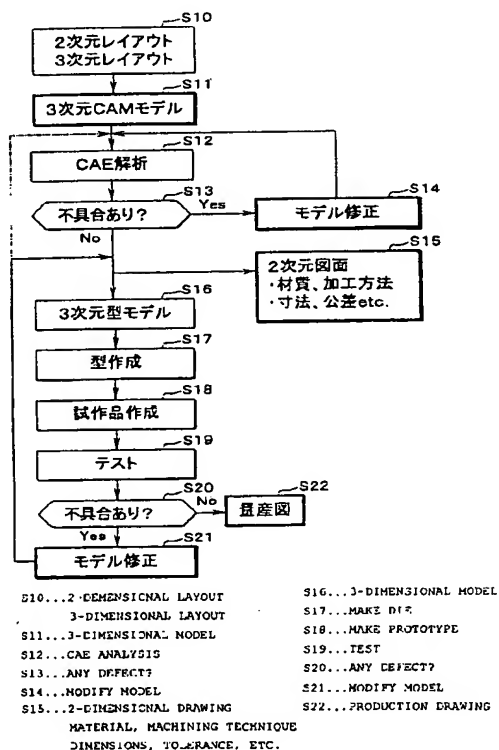 S10
2次元レイアウト
3次元レイアウト
S11
3次元CAMモデル
S12
CAE解析
S13
不具合あり?
Yes
No
S14
モデル修正
S15
2次元図面
・材質、加工方法
・寸法、公差etc.
S16
3次元型モデル
S17
型作成
S18
試作品作成
S19
テスト
S20
不具合あり?
No
Yes
S22
量産図
S21
モデル修正
S10...2-DEMENSIONAL LAYOUT
3-DIMENSIONAL LAYOUT
S11...3-DIMENSIONAL MODEL
S12...CAE ANALYSIS
S13...ANY DEFECT?
S14...MODIFY MODEL
S15...2-DIMENSIONAL DRAWING
MATERIAL, MACHINING TECHNIQUE
DIMENSIONS, TOLERANCE, ETC.
S16...3-DIMENSIONAL MODEL
S17...MAKE DIE
S18...MAKE PROTOTYPE
S19...TEST
S20...ANY DEFECT?
S21...MODIFY MODEL
S22...PRODUCTION DRAWING